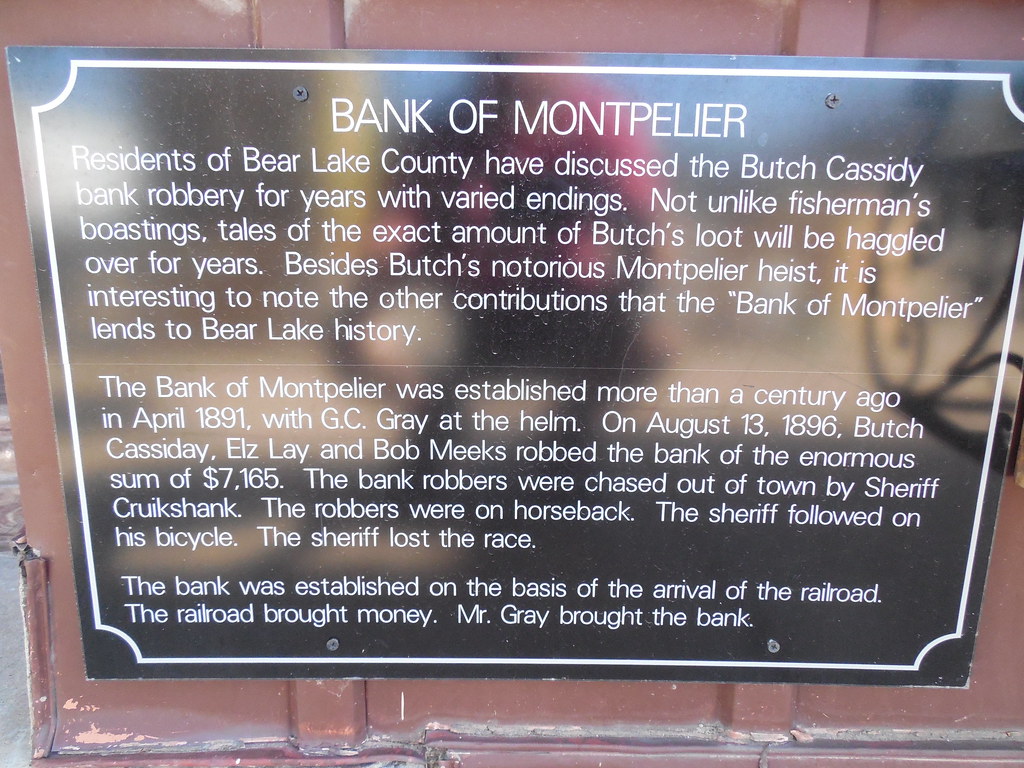 BANK OF MONTPELIER
Residents of Bear Lake County have discussed the Butch Cassidy
bank robbery for years with varied endings. Not unlike fisherman's
boastings, tales of the exact amount of Butch's loot will be haggled
over for years. Besides Butch's notorious Montpelier heist, it is
interesting to note the other contributions that the "Bank of Montpelier"
lends to Bear Lake history.
The Bank of Montpelier was established more than a century ago
in April 1891, with G.C. Gray at the helm. On August 13, 1896, Butch
Cassiday, Elz Lay and Bob Meeks robbed the bank of the enormous
sum of $7,165. The bank robbers were chased out of town by Sheriff
Cruikshank. The robbers were on horseback. The sheriff followed on
his bicycle. The sheriff lost the race.
The bank was established on the basis of the arrival of the railroad.
The railroad brought money. Mr. Gray brought the bank.